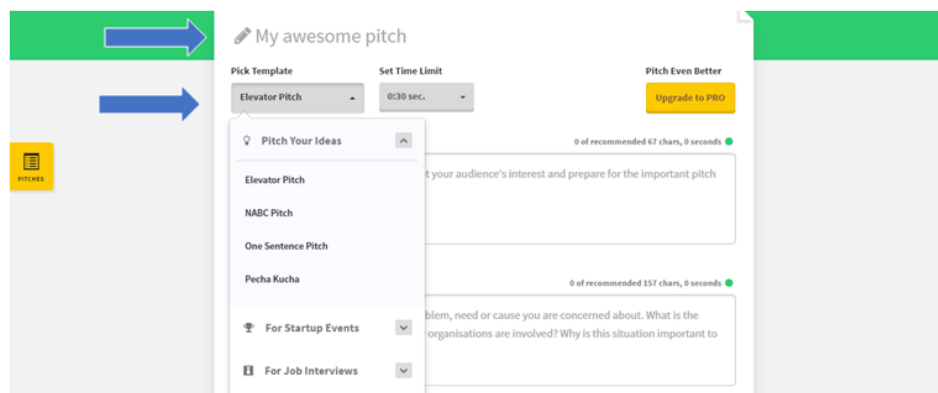 My awesome pitch
Pick Template
Set Time Limit
Pitch Even Better
Elevator Pitch
0:30 sec.
Upgrade to PRO
Pitch Your Ideas
0 of recommended 67 chars, 0 seconds
PITCHES
Elevator Pitch
your audience's interest and prepare for the important pitch
NABC Pitch
One Sentence Pitch
Pecha Kucha
0 of recommended 157 chars, 0 seconds
For Startup Events
need or cause you are concerned about. What is the
organisations are involved? Why is this situation important to
For Job Interviews